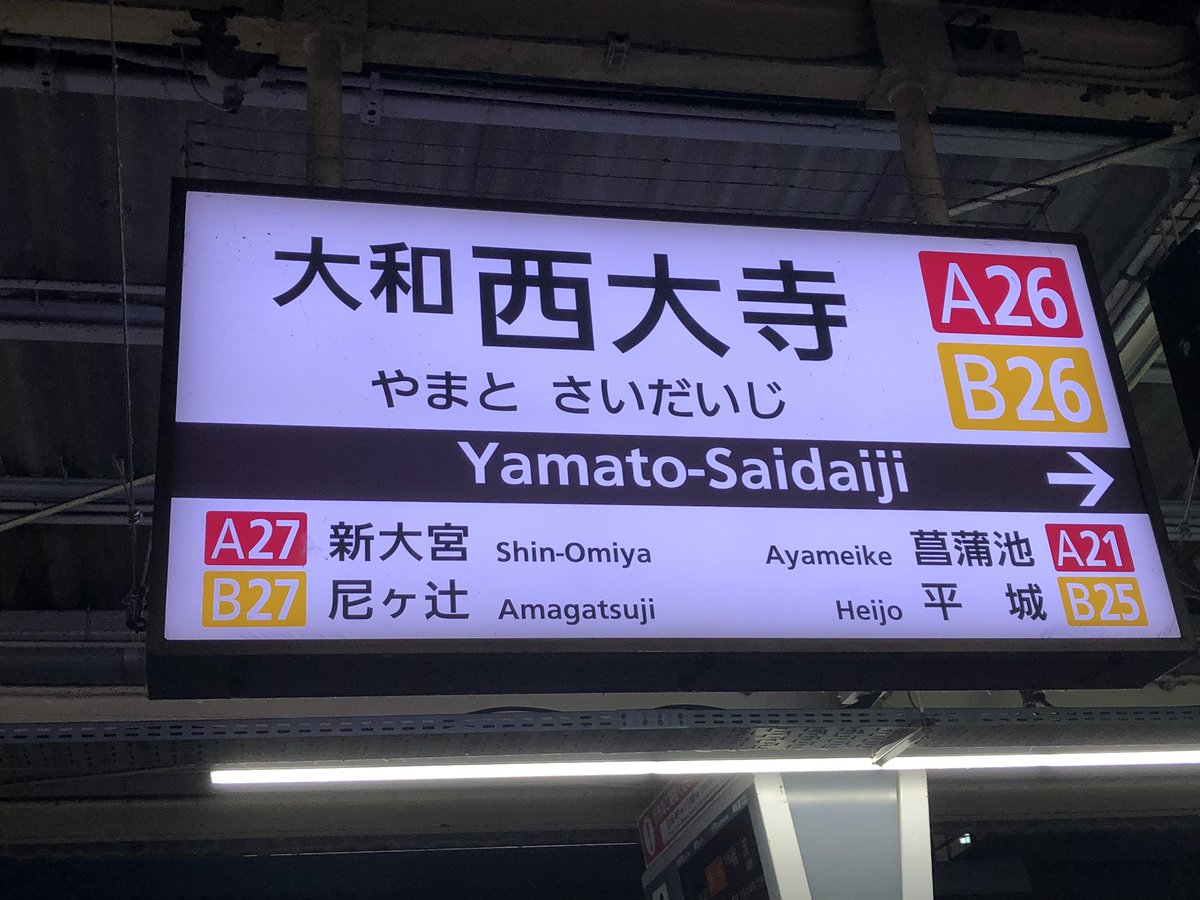 大和西大寺 A26
やまと さいだいじ B26
Yamato-Saidaiji →
A27 新大宮 Shin-Omiya Ayameike 菖蒲池 A21
B27 尼ヶ辻 Amagatsuji Heijo 平城 B25